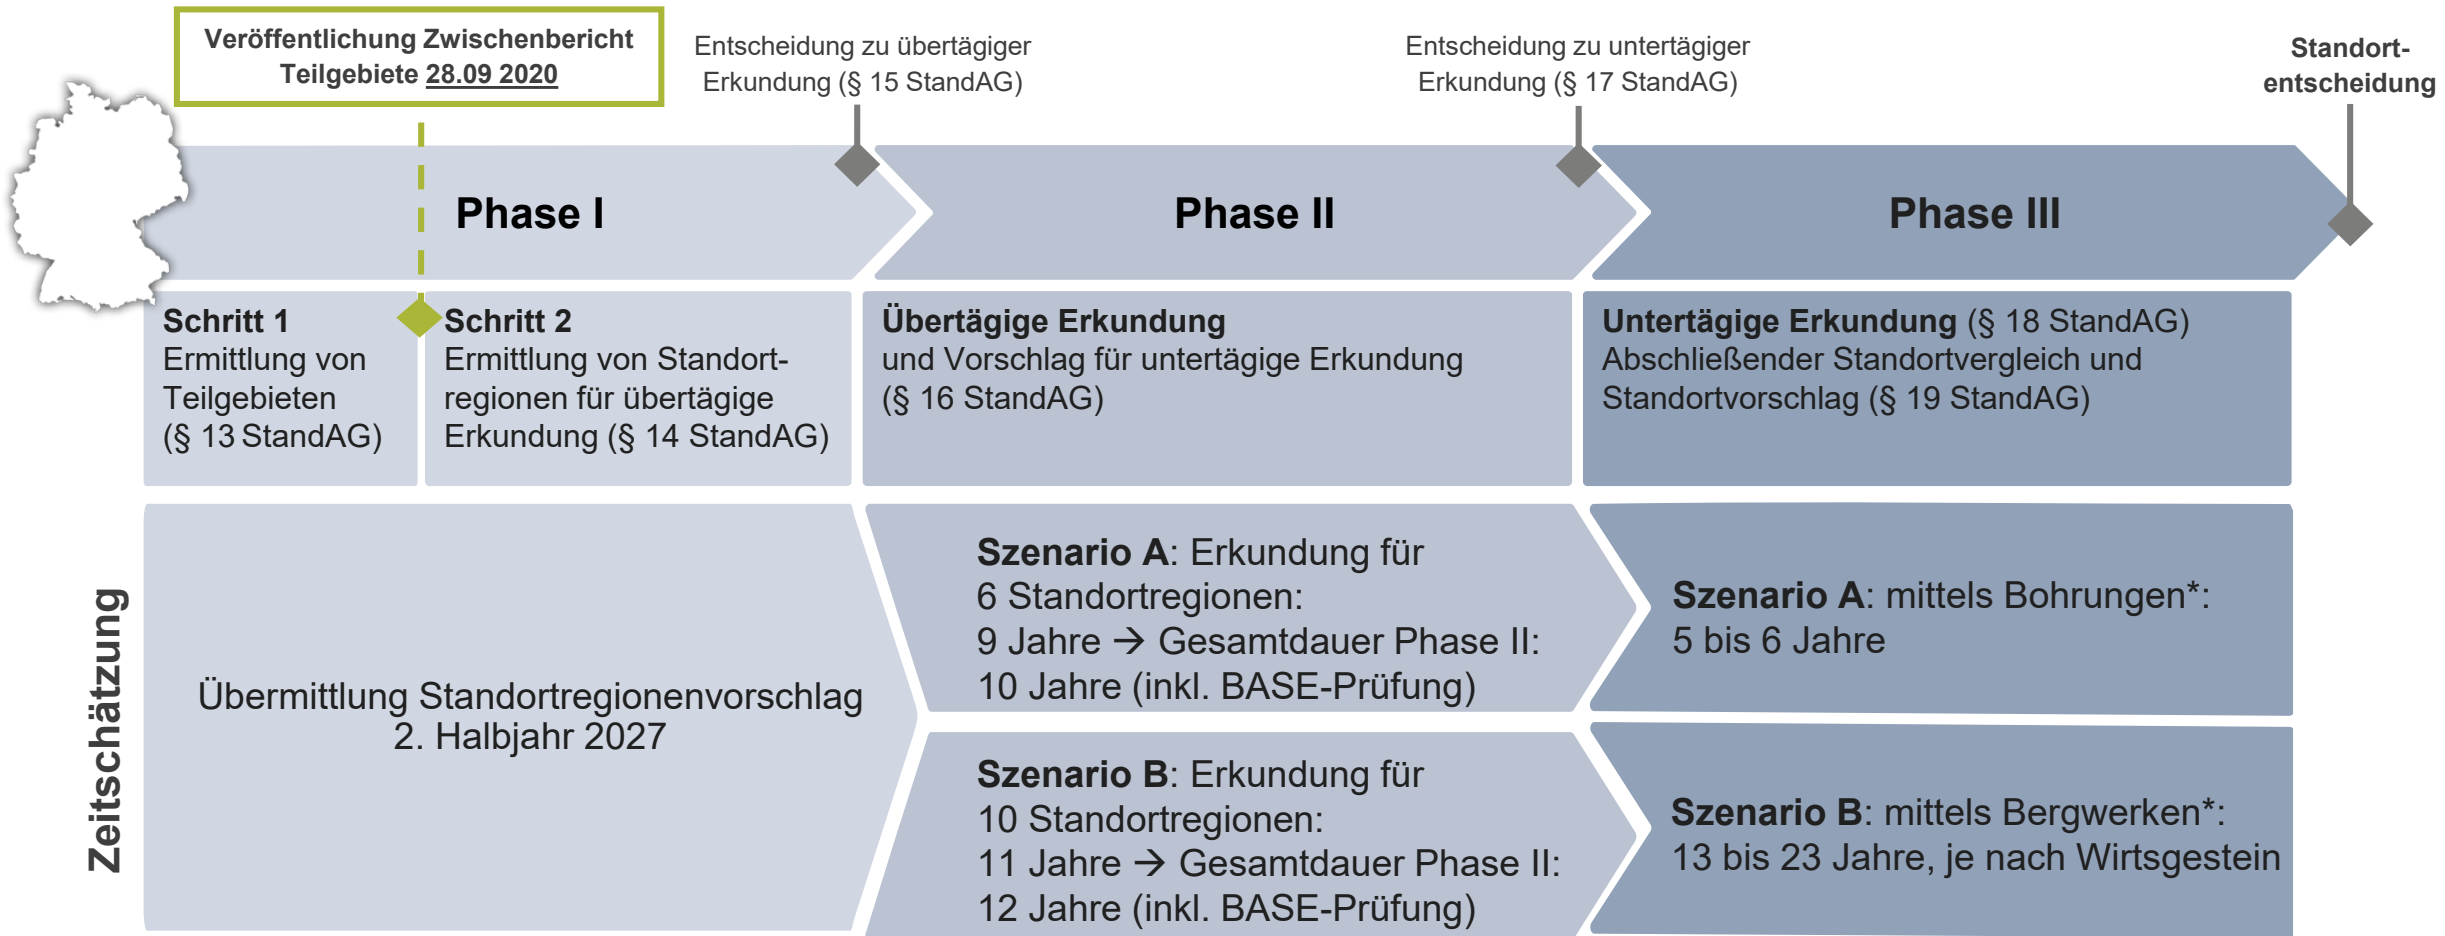 Veröffentlichung Zwischenbericht
Teilgebiete 28.09 2020
Entscheidung zu übertägiger
Erkundung (§ 15 StandAG)
Entscheidung zu untertägiger
Erkundung (§ 17 StandAG)
Standort-
entscheidung
Phase I
Phase II
Phase III
Schritt 1
Ermittlung von
Teilgebieten
(§ 13 StandAG)
Schritt 2
Ermittlung von Standort-
regionen für übertägige
Erkundung (§ 14 StandAG)
Übertägige Erkundung
und Vorschlag für untertägige Erkundung
(§ 16 StandAG)
Untertägige Erkundung (§ 18 StandAG)
Abschließender Standortvergleich und
Standortvorschlag (§ 19 StandAG)
Zeitschätzung
Übermittlung Standortregionenvorschlag
2. Halbjahr 2027
Szenario A: Erkundung für
6 Standortregionen:
9 Jahre → Gesamtdauer Phase II:
10 Jahre (inkl. BASE-Prüfung)
Szenario A: mittels Bohrungen*:
5 bis 6 Jahre
Szenario B: Erkundung für
10 Standortregionen:
11 Jahre → Gesamtdauer Phase II:
12 Jahre (inkl. BASE-Prüfung)
Szenario B: mittels Bergwerken*:
13 bis 23 Jahre, je nach Wirtsgestein